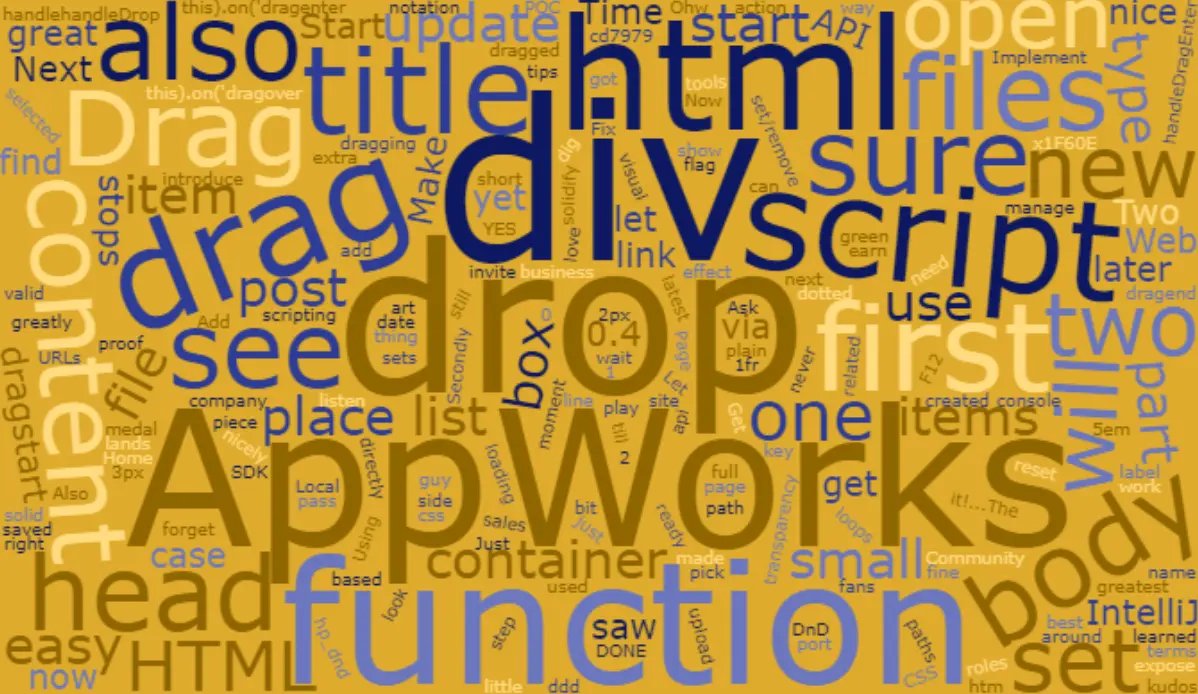 handlehandleDrop
this).on('dragenter
notation
POC
Ohw
action
way
great
also
Start
update
Time
cd7979
start
API
open
nice
Next
title
html
Implement
files
type
handleDragEnter
selected
this).on('dragover
dragged
tips
got
tools
Now
Fix
Drag
dragging
extra
Make
div
dig
visual
show
flag
set/remove
sure
x1F60E
new
find
stops
introduce
item
short
yet
YES
solidify
love
let
link
can
script
manage
Two
Web
green
earn
later
content
drag
add
post
invite
business
effect
latest
next
dotted
need
use
dragend
valid
greatly
URLs
proof
scripting
Add
art
date
thing
sets
still
Secondly
drop
box
0
2px
0.4
wait
1
page
Ask
via
plain
1fr
never
related
first
F12
two
see
file
dragstart
company
piece
place
listen
list
moment
line
play
Let
site
api
one
created
console
items
Will
part
medal
lands
Home
3px
nicely
SDK
directly
AppWorks
till
2
Get
key
5em
reset
label
work
Also
Local
pass
guy
side
css
loading
full
page
path
get
it!...The
body
solid
saved
right
forget
case
Using
sales
Just
bit
Just
ready
transparency
loops
head
based
look
container
used
made
pick
small
fans
Community
fine
name
greatest
function
easy
HTML
now
hp_dnd
step
saw
DONE
upload
DnD
port
paths
CSS
roles
set
IntelliJ
best
around
learned
terms
expose
little
ddd
htm
kudos